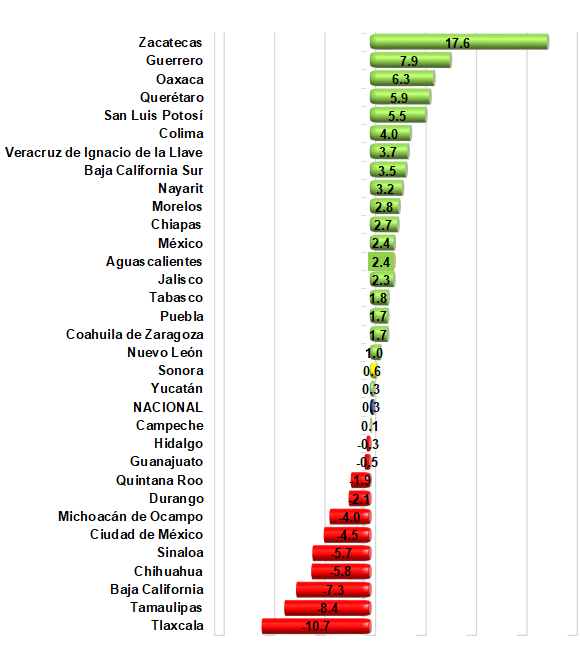 Zacatecas 17.6
Guerrero 7.9
Oaxaca 6.3
Querétaro 5.9
San Luis Potosí 5.5
Colima 4.0
Veracruz de Ignacio de la Llave 3.7
Baja California Sur 3.5
Nayarit 3.2
Morelos 2.8
Chiapas 2.7
México 2.4
Aguascalientes 2.4
Jalisco 2.3
Tabasco 1.8
Puebla 1.7
Coahuila de Zaragoza 1.7
Nuevo León 1.0
Sonora 0.6
Yucatán 0.3
NACIONAL 0.3
Campeche 0.1
Hidalgo -0.3
Guanajuato -0.5
Quintana Roo -1.9
Durango -2.1
Michoacán de Ocampo -4.0
Ciudad de México -4.5
Sinaloa -5.7
Chihuahua -5.8
Baja California -7.3
Tamaulipas -8.4
Tlaxcala -10.7